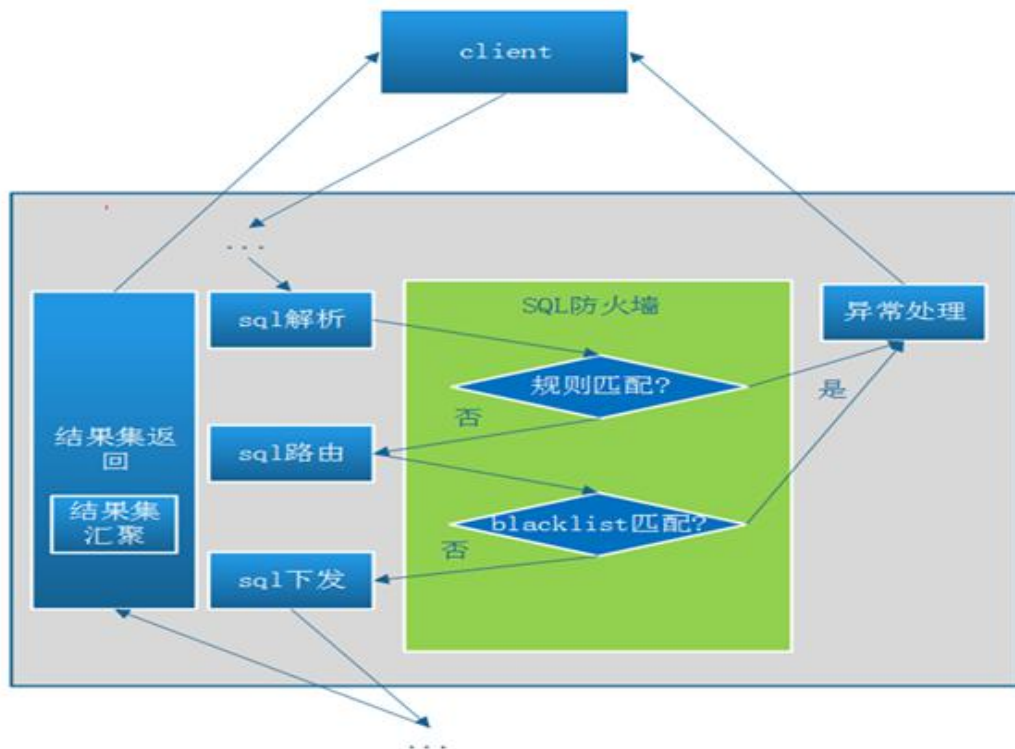 client
...
sql解析
SQL防火墙
异常处理
规则匹配?
是
否
结果集返
回
sql路由
结果集
汇聚
blacklist匹配?
否
sql下发
...